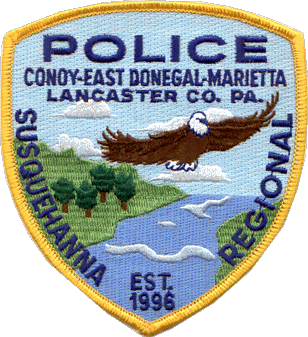 POLICE
CONOY-EAST DONEGAL-MARIETTA
LANCASTER CO. PA.
SUSQUEHANNA
REGIONAL
EST.
1996